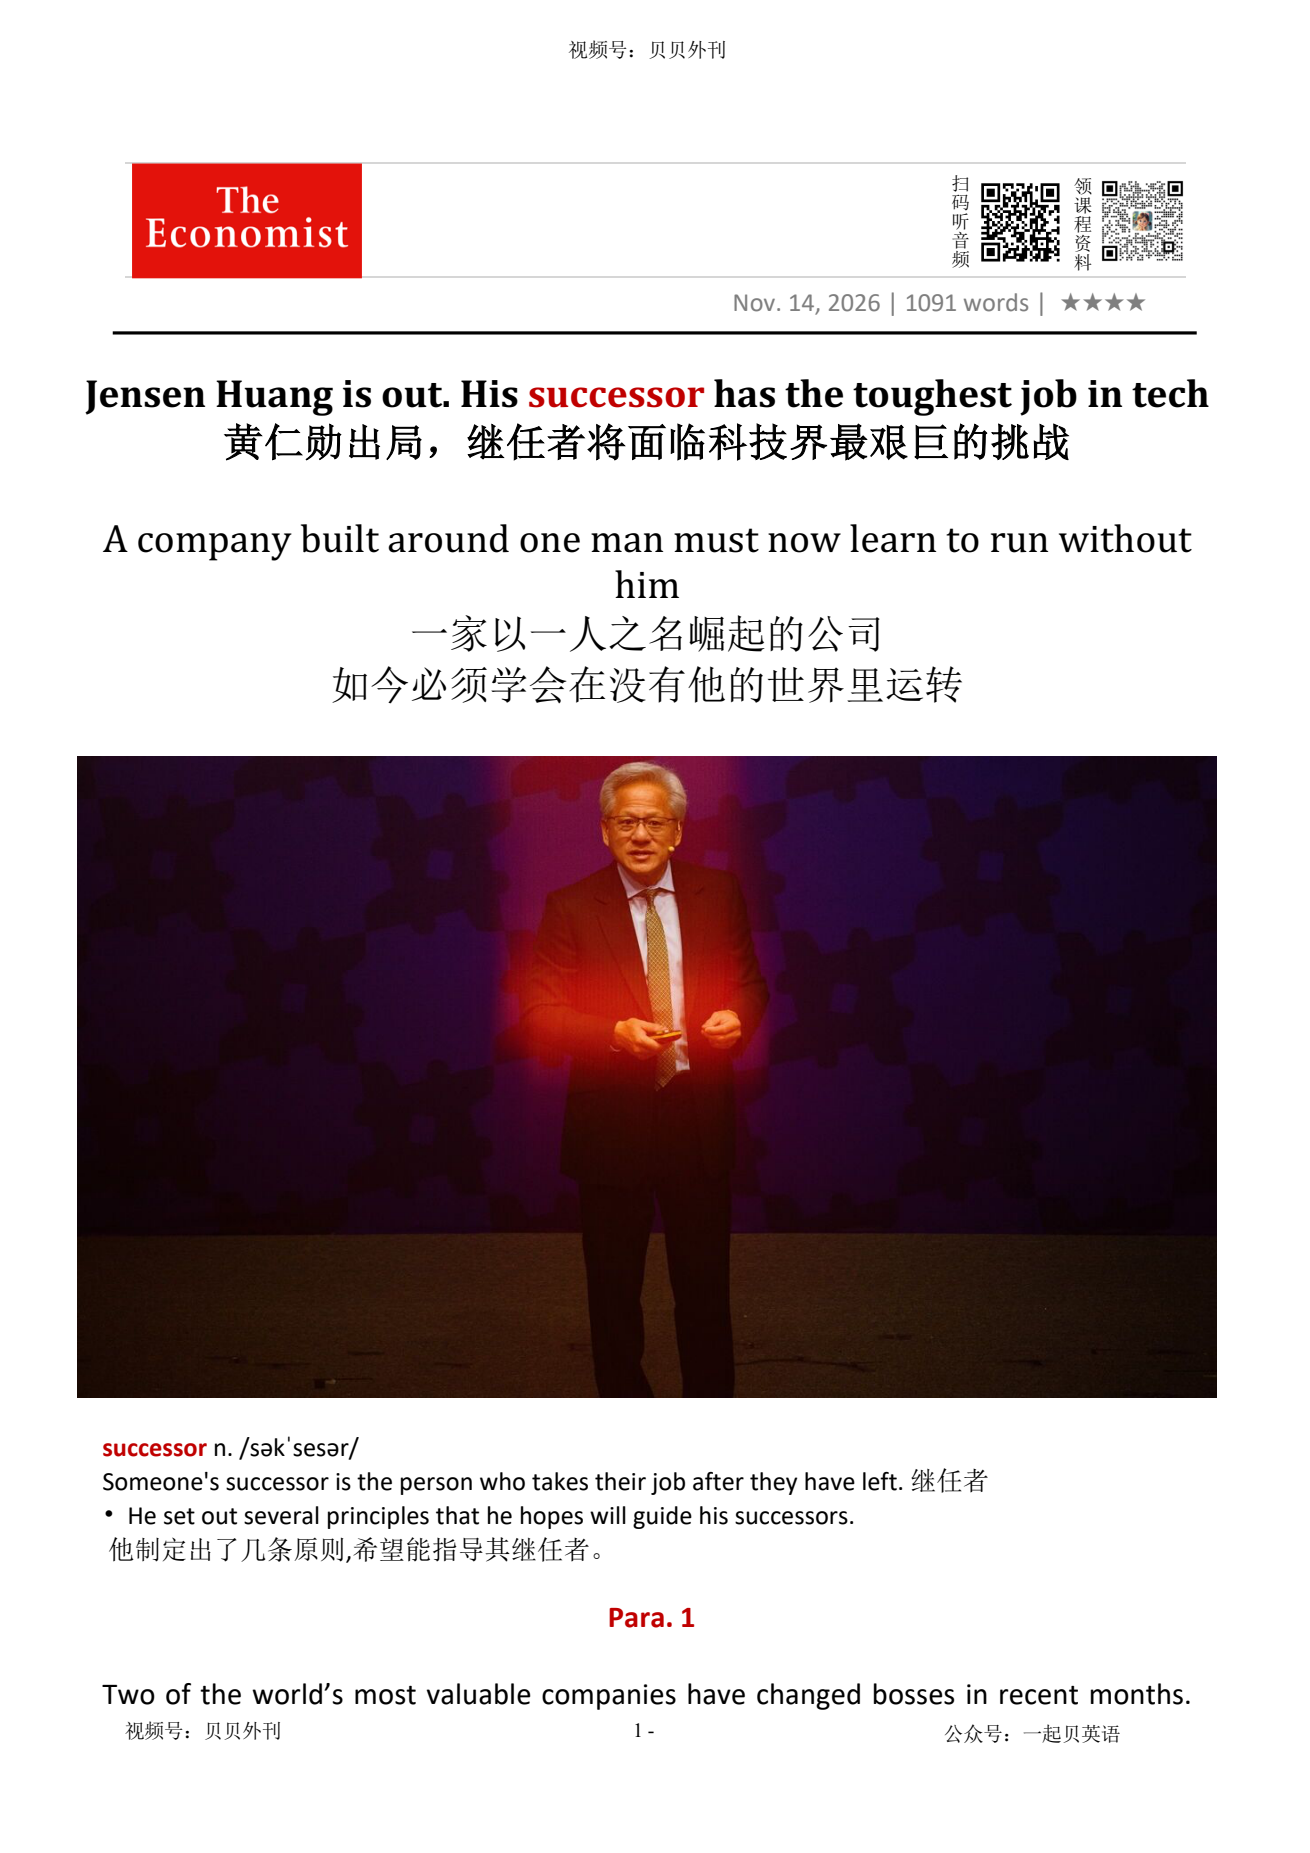 视频号：贝贝外刊
The
Economist
扫码听音频
领课程资料
Nov. 14, 2026 | 1091 words | ★★★★
Jensen Huang is out. His successor has the toughest job in tech
黄仁勋出局，继任者将面临科技界最艰巨的挑战
A company built around one man must now learn to run without
him
一家以一人之名崛起的公司
如今必须学会在没有他的世界里运转
successor n. /səkˈsesər/
Someone's successor is the person who takes their job after they have left. 继任者
• He set out several principles that he hopes will guide his successors.
他制定出了几条原则,希望能指导其继任者。
Para. 1
Two of the world’s most valuable companies have changed bosses in recent months.
视频号：贝贝外刊
1 -
公众号：一起贝英语